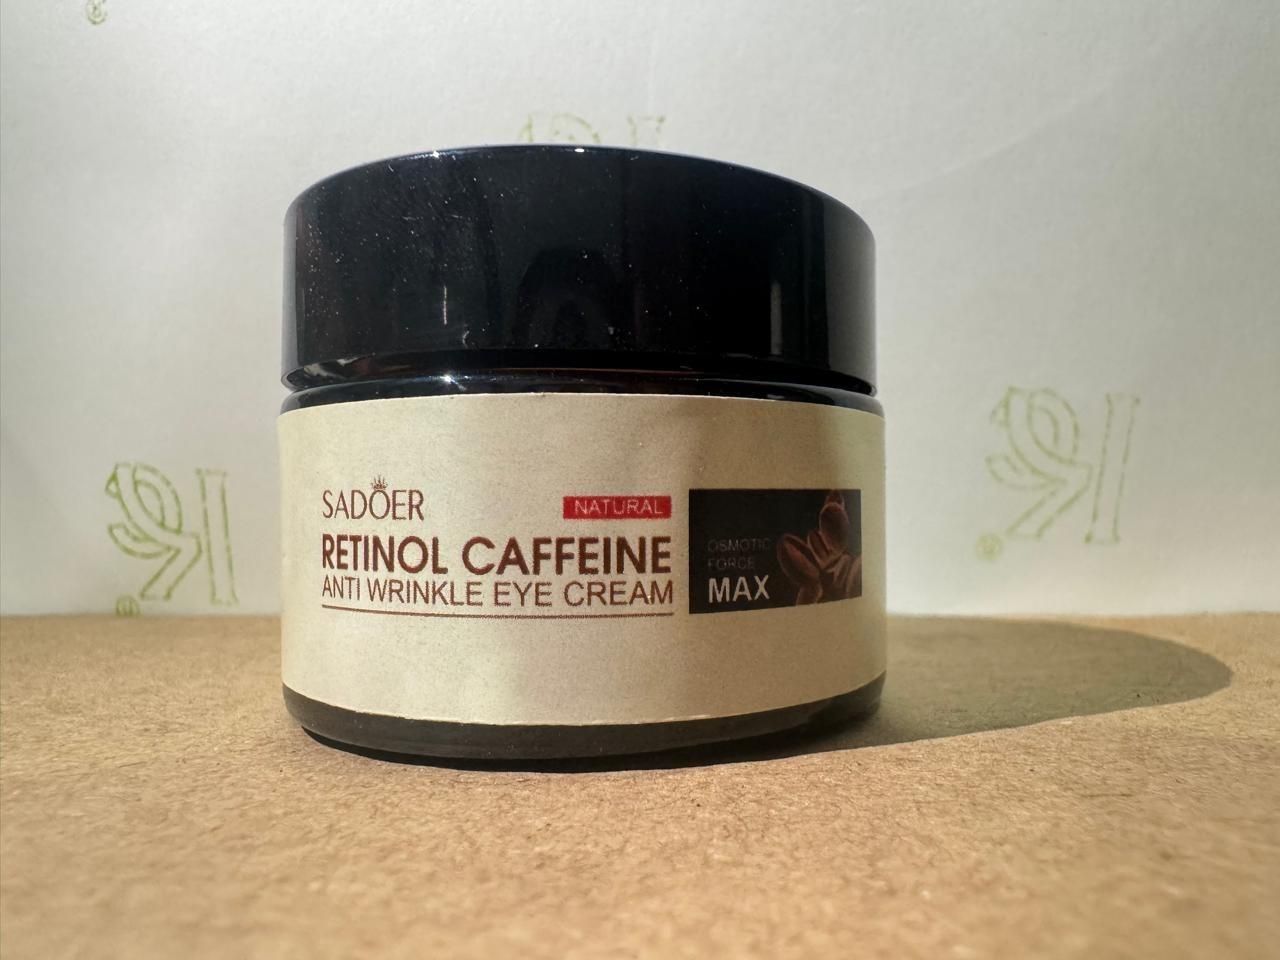 SADOER
NATURAL
RETINOL CAFFEINE
ANTI WRINKLE EYE CREAM
OSMOTIC
FORCE
MAX